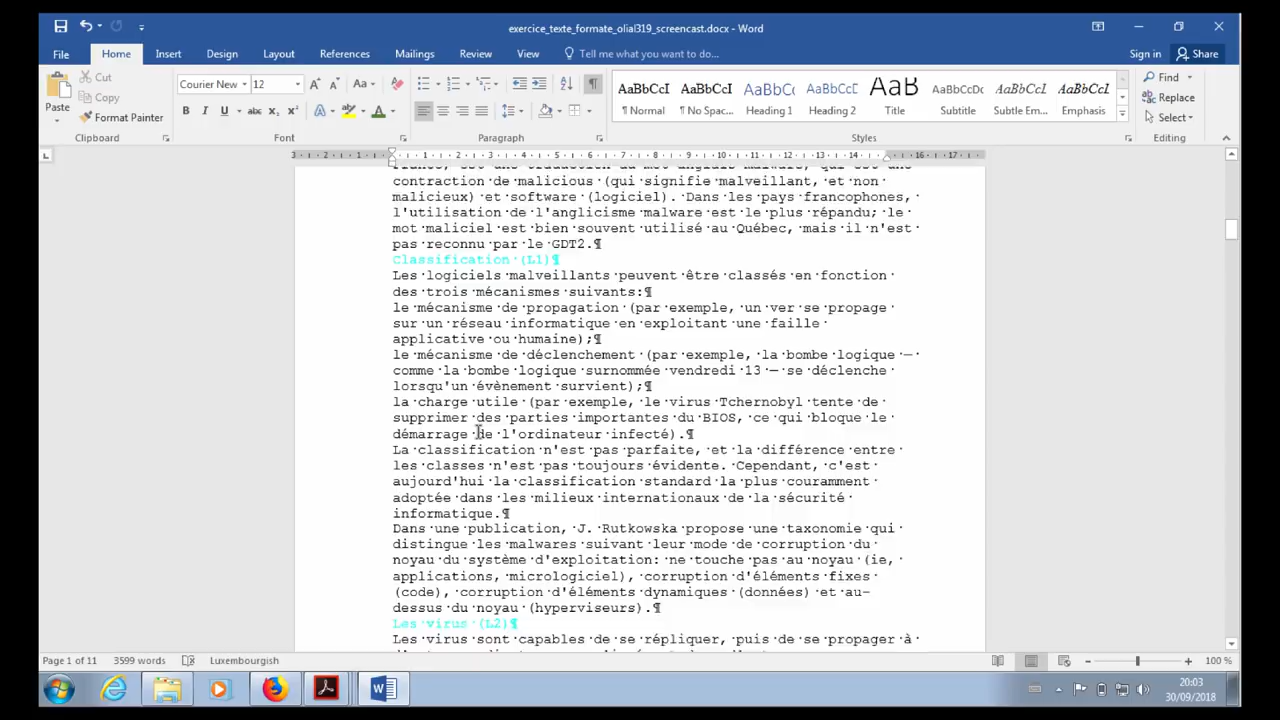 exercice_texte_formate_olial319_screencast.docx - Word
File Home Insert Design Layout References Mailings Review View Tell me what you want to do... Sign in Share
Paste Cut Copy Format Painter
Courier New 12
¶ Normal ¶ No Spac... Heading 1 Heading 2 Title Subtitle Subtle Em... Emphasis
Find Replace Select
Clipboard Font Paragraph Styles Editing
contraction de malicious (qui signifie malveillant, et non
malicieux) et software (logiciel). Dans les pays francophones,
l'utilisation de l'anglicisme malware est le plus répandu; le
mot maliciel est bien souvent utilisé au Québec, mais il n'est
pas reconnu par le GDT2.¶
Classification (L1)¶
Les logiciels malveillants peuvent être classés en fonction
des trois mécanismes suivants:¶
le mécanisme de propagation (par exemple, un ver se propage
sur un réseau informatique en exploitant une faille
applicative ou humaine);¶
le mécanisme de déclenchement (par exemple, la bombe logique —
comme la bombe logique surnommée vendredi 13 — se déclenche
lorsqu'un évènement survient);¶
la charge utile (par exemple, le virus Tchernobyl tente de
supprimer des parties importantes du BIOS, ce qui bloque le
démarrage de l'ordinateur infecté).¶
La classification n'est pas parfaite, et la différence entre
les classes n'est pas toujours évidente. Cependant, c'est
aujourd'hui la classification standard la plus couramment
adoptée dans les milieux internationaux de la sécurité
informatique.¶
Dans une publication, J. Rutkowska propose une taxonomie qui
distingue les malwares suivant leur mode de corruption du
noyau du système d'exploitation: ne touche pas au noyau (ie,
applications, micrologiciel), corruption d'éléments fixes
(code), corruption d'éléments dynamiques (données) et au-
dessus du noyau (hyperviseurs).¶
Les virus (L2)¶
Les virus sont capables de se répliquer, puis de se propager à
Page 1 of 11 3599 words Luxembourgish 100 %
20:03
30/09/2018